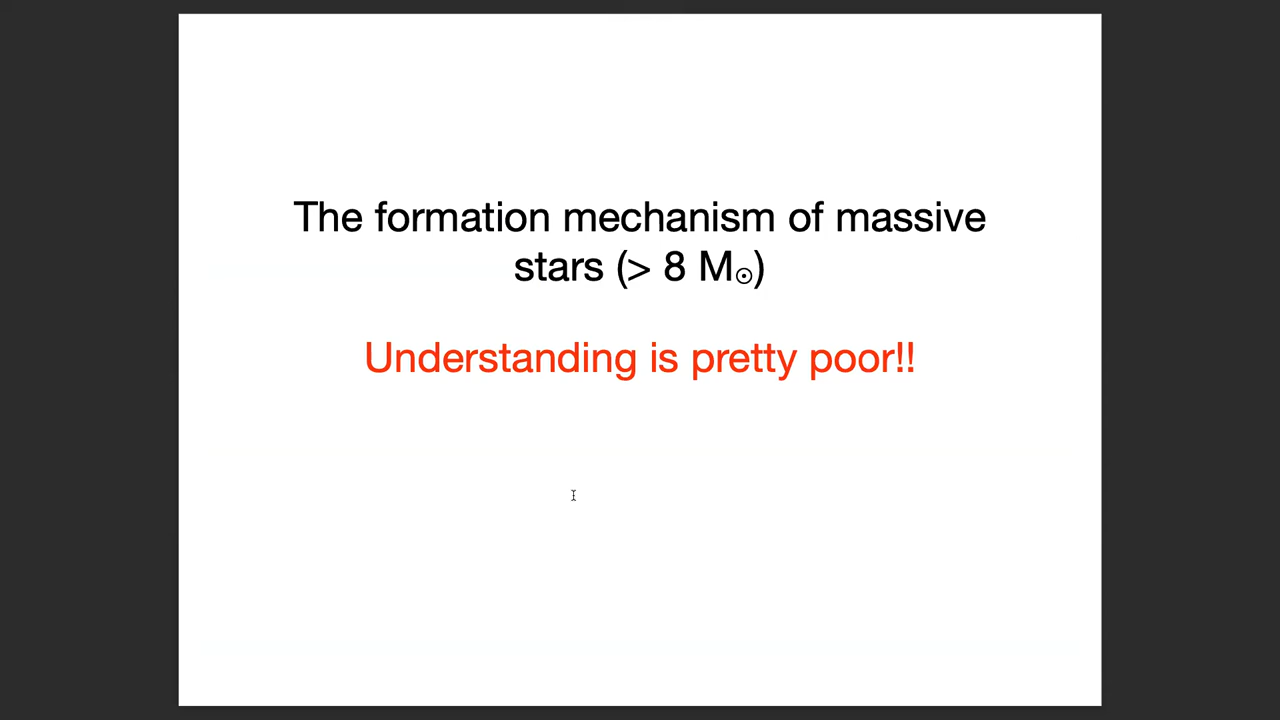 The formation mechanism of massive
stars (> 8 M☉)
Understanding is pretty poor!!